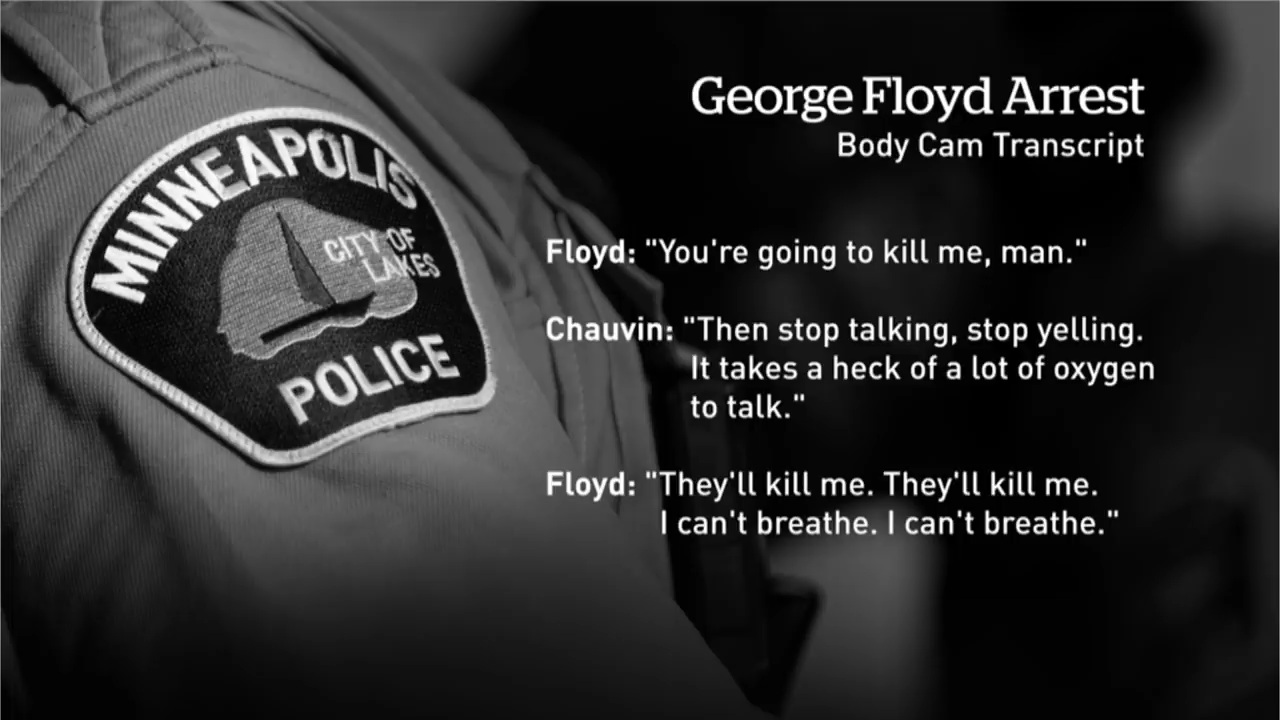 MINNEAPOLIS
CITY OF
LAKES
POLICE
George Floyd Arrest
Body Cam Transcript
Floyd: "You're going to kill me, man."
Chauvin: "Then stop talking, stop yelling.
It takes a heck of a lot of oxygen
to talk."
Floyd: "They'll kill me. They'll kill me.
I can't breathe. I can't breathe."